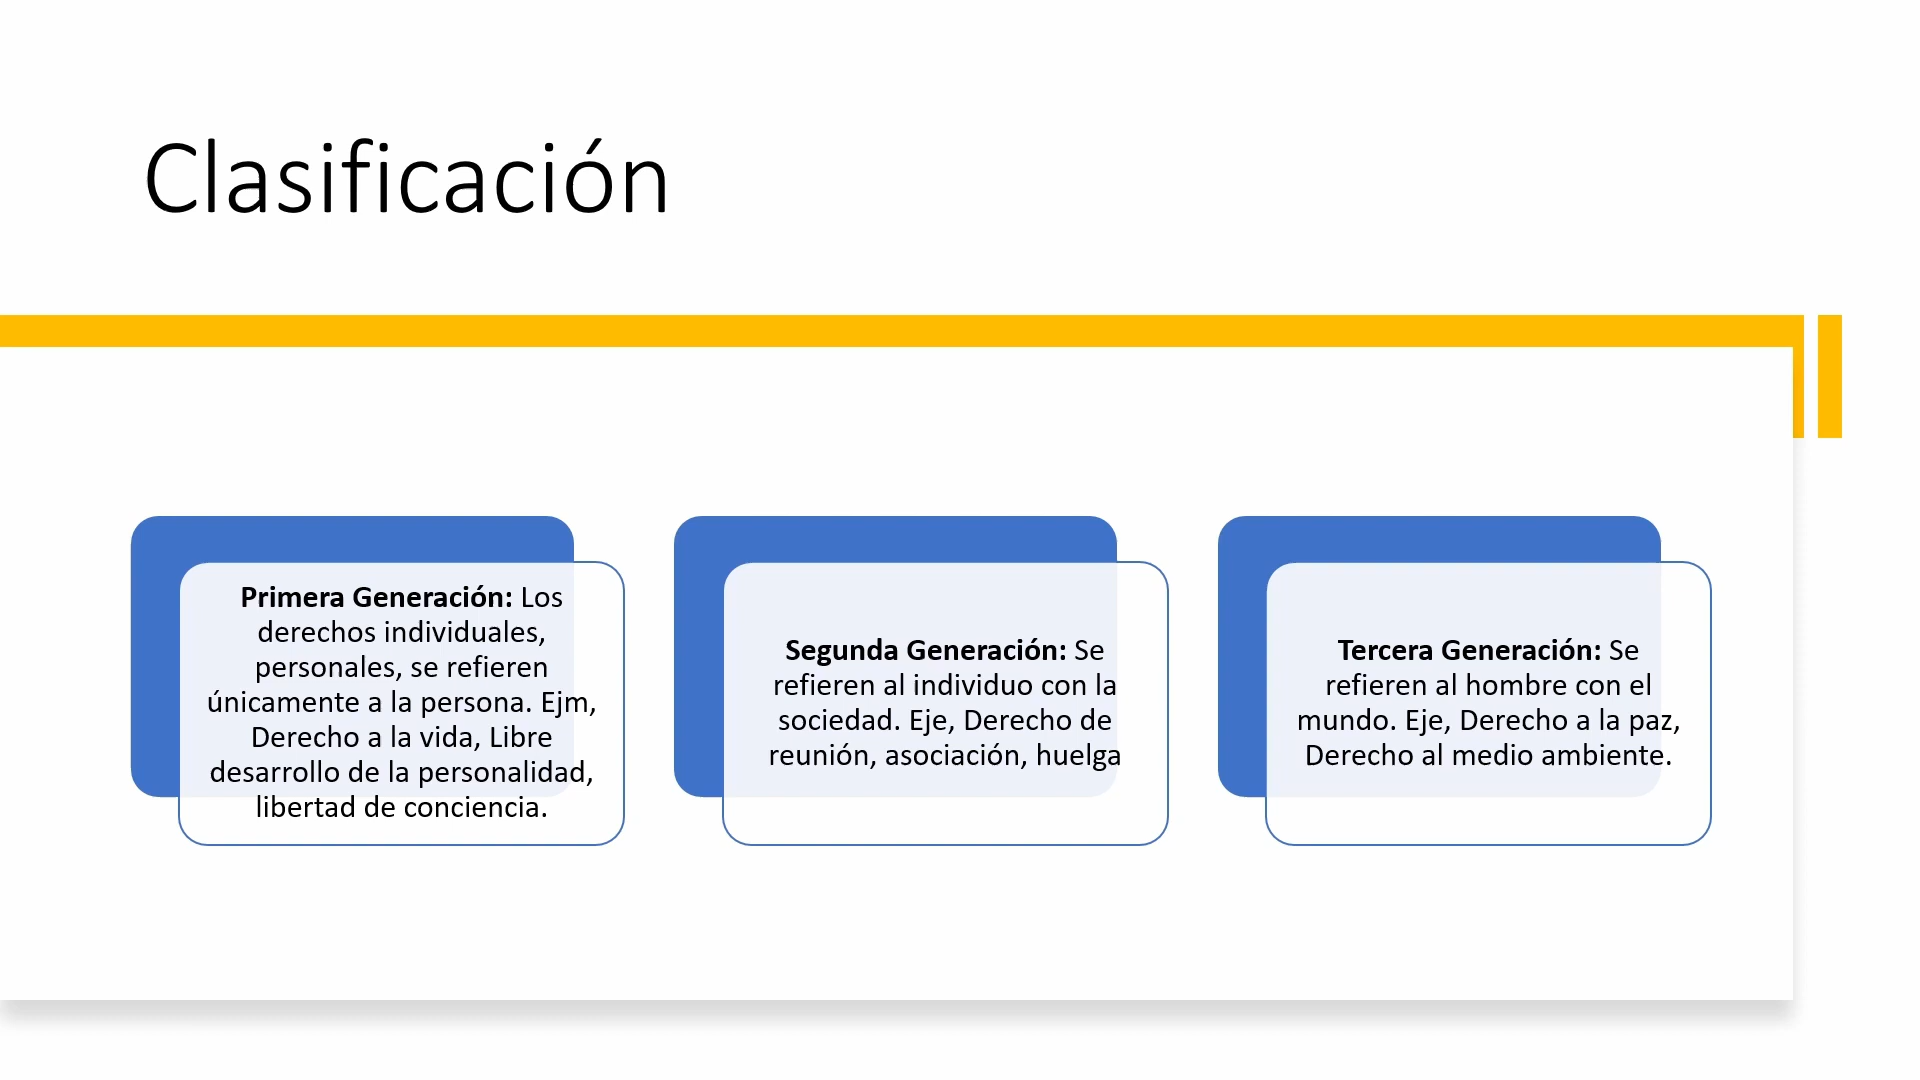 Clasificación
Primera Generación: Los
derechos individuales,
personales, se refieren
únicamente a la persona. Ejm,
Derecho a la vida, Libre
desarrollo de la personalidad,
libertad de conciencia.
Segunda Generación: Se
refieren al individuo con la
sociedad. Eje, Derecho de
reunión, asociación, huelga
Tercera Generación: Se
refieren al hombre con el
mundo. Eje, Derecho a la paz,
Derecho al medio ambiente.